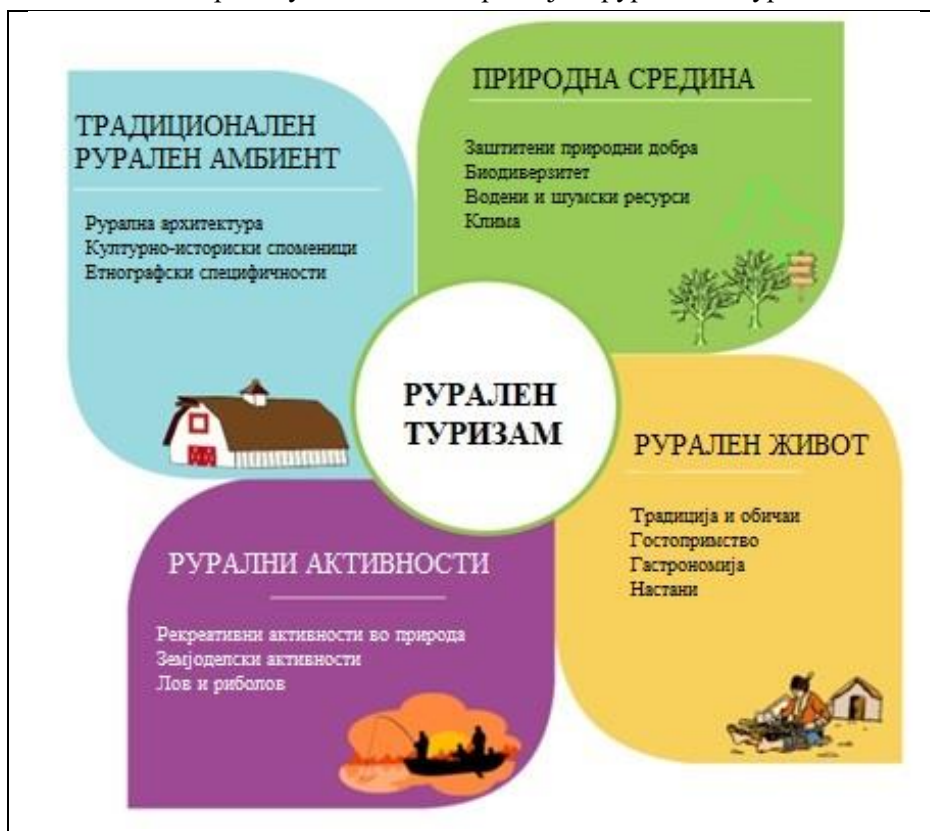 ТРАДИЦИОНАЛЕН
РУРАЛЕН АМБИЕНТ
Рурална архитектура
Културно-историски споменици
Етнографски специфичности
ПРИРОДНА СРЕДИНА
Заштитени природни добра
Биодиверзитет
Водени и шумски ресурси
Клима
РУРАЛЕН
ТУРИЗАМ
РУРАЛНИ АКТИВНОСТИ
Рекреативни активности во природа
Земјоделски активности
Лов и риболов
РУРАЛЕН ЖИВОТ
Традиција и обичаи
Гостопримство
Гастрономија
Настани